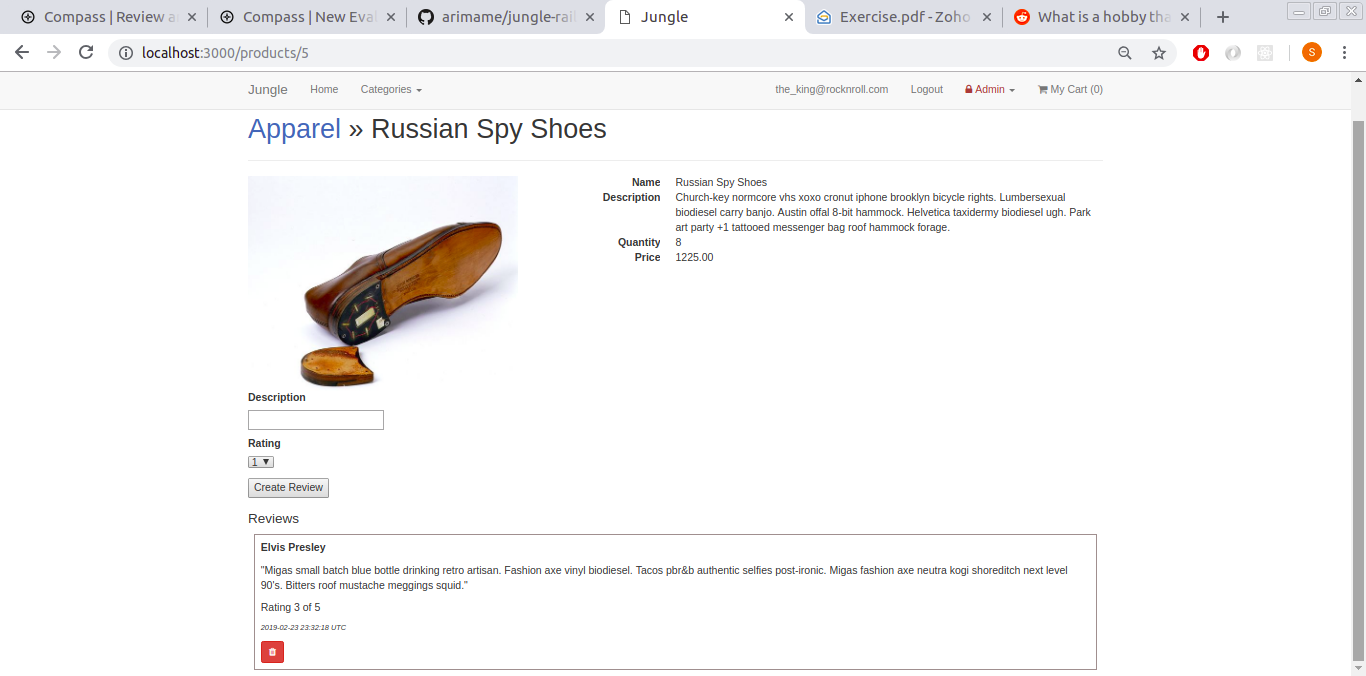 Compass | Review a
Compass | New Eval
arimame/jungle-rail
Jungle
Exercise.pdf - Zoho
What is a hobby tha
localhost:3000/products/5
S
Jungle
Home
Categories
the_king@rocknroll.com
Logout
Admin
My Cart (0)
Apparel » Russian Spy Shoes
Name Russian Spy Shoes
Description Church-key normcore vhs xoxo cronut iphone brooklyn bicycle rights. Lumbersexual
biodiesel carry banjo. Austin offal 8-bit hammock. Helvetica taxidermy biodiesel ugh. Park
art party +1 tattooed messenger bag roof hammock forage.
Quantity 8
Price 1225.00
Description
Rating
1
Create Review
Reviews
Elvis Presley
"Migas small batch blue bottle drinking retro artisan. Fashion axe vinyl biodiesel. Tacos pbr&b authentic selfies post-ironic. Migas fashion axe neutra kogi shoreditch next level
90's. Bitters roof mustache meggings squid."
Rating 3 of 5
2019-02-23 23:32:18 UTC